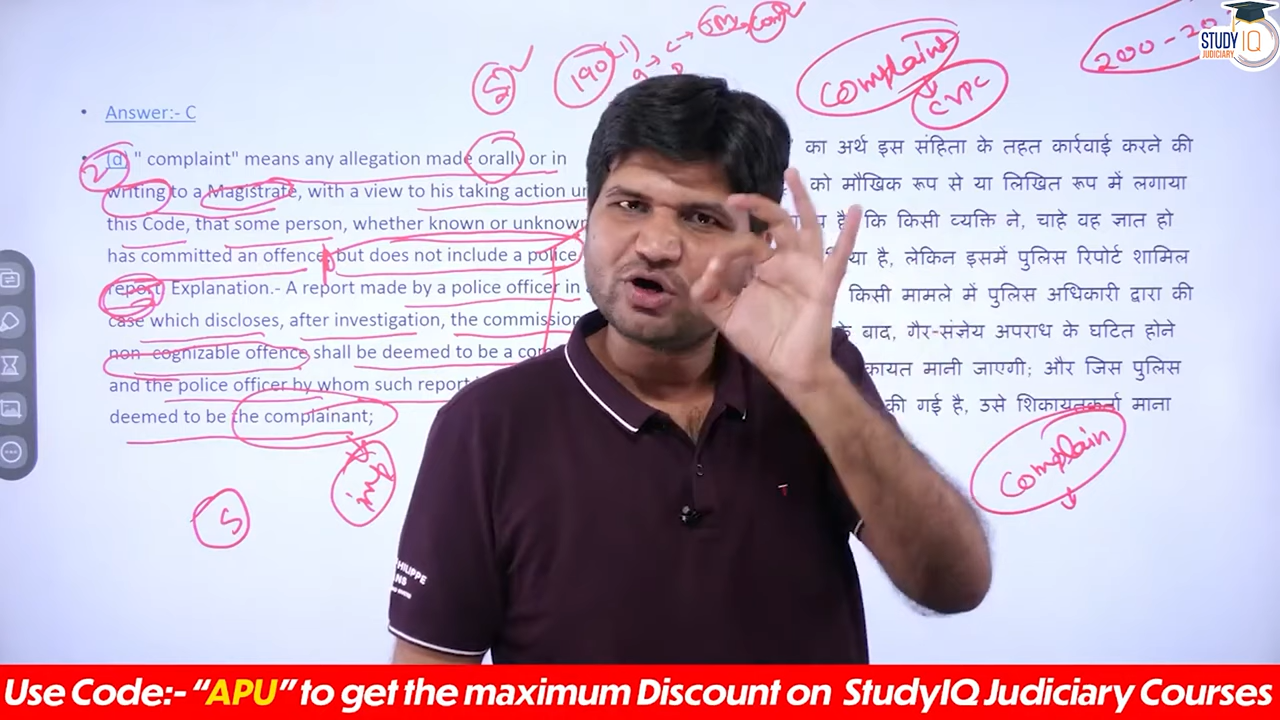 STUDY IQ
JUDICIARY
190(1)
complaint
CrPC
Answer:- C
(d) " complaint" means any allegation made orally or in
writing to a Magistrate, with a view to his taking action
this Code, that some person, whether known or unknown
has committed an offence, but does not include a police
report. Explanation.- A report made by a police officer in
case which discloses, after investigation, the commission
non cognizable offence shall be deemed to be a
and the police officer by whom such report
deemed to be the complainant;
का अर्थ इस संहिता के तहत कार्रवाई करने की
को मौखिक रूप से या लिखित रूप में लगाया
है कि किसी व्यक्ति ने, चाहे वह ज्ञात हो
है, लेकिन इसमें पुलिस रिपोर्ट शामिल
किसी मामले में पुलिस अधिकारी द्वारा की
के बाद, गैर-संज्ञेय अपराध के घटित होने
मानी जाएगी; और जिस पुलिस
की गई है, उसे शिकायतकर्ता माना
complain
imp
PHILIPPE
Use Code:- “APU” to get the maximum Discount on StudyIQ Judiciary Courses